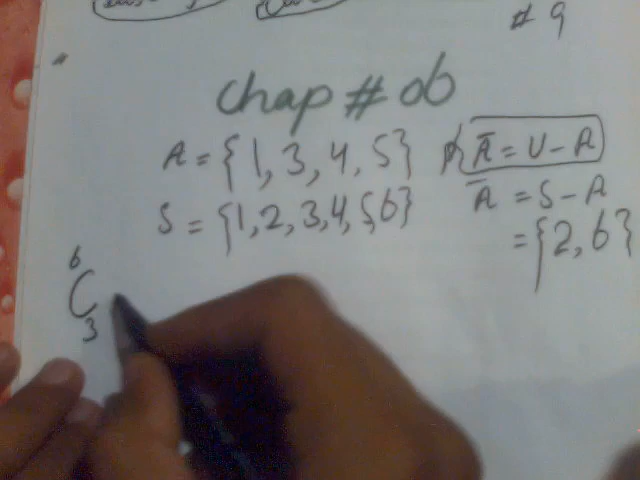 # 9
Chap # 06
A = {1, 3, 4, 5} Ā = U - A
S = {1, 2, 3, 4, 5, 6} Ā = S - A
= {2, 6}
⁶C₃